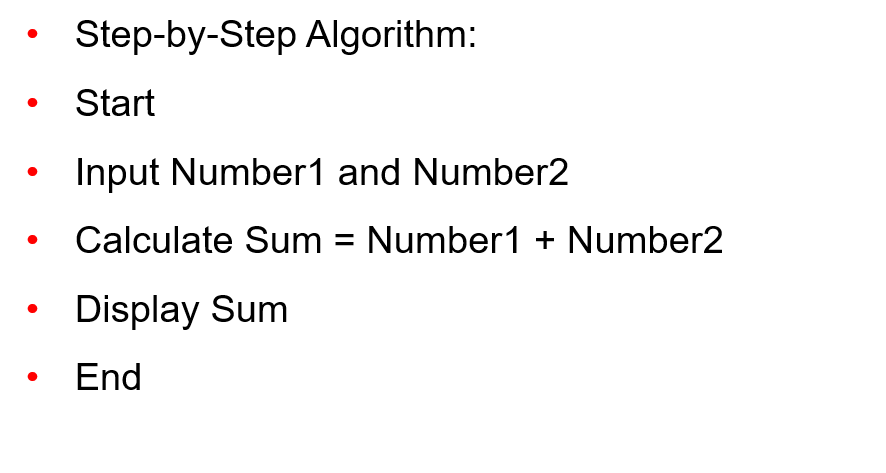 • Step-by-Step Algorithm:
• Start
• Input Number1 and Number2
• Calculate Sum = Number1 + Number2
• Display Sum
• End